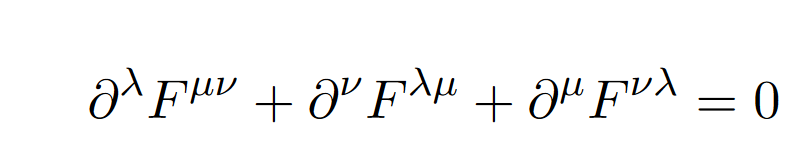 ∂^λ F^{μν} + ∂^ν F^{λμ} + ∂^μ F^{νλ} = 0